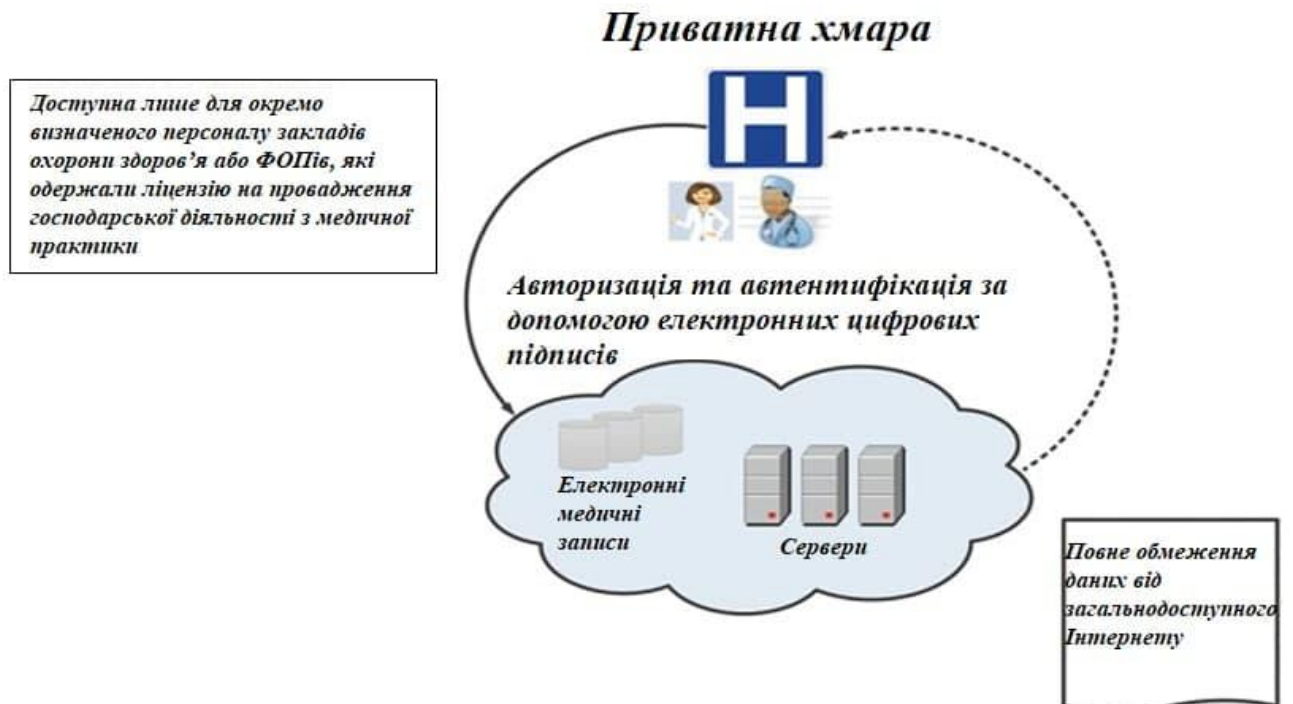 Приватна хмара
Доступна лише для окремо
визначеного персоналу закладів
охорони здоров’я або ФОПів, які
одержали ліцензію на провадження
господарської діяльності з медичної
практики
H
Авторизація та автентифікація за
допомогою електронних цифрових
підписів
Електронні
медичні
записи
Сервери
Повне обмеження
даних від
загальнодоступного
Інтернету